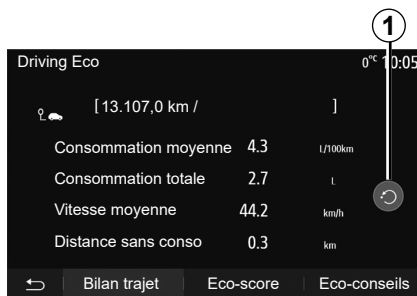 1
Driving Eco 0°C 10:05
[ 13.107,0 km / ]
Consommation moyenne 4.3 L/100km
Consommation totale 2.7 L
Vitesse moyenne 44.2 km/h
Distance sans conso 0.3 km
Bilan trajet Eco-score Eco-conseils